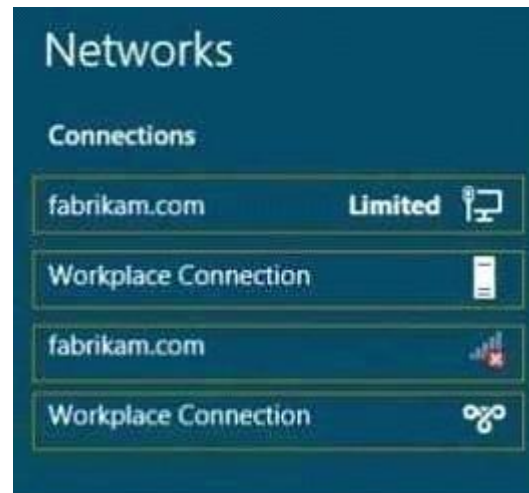 Networks
Connections
fabrikam.com Limited
Workplace Connection
fabrikam.com
Workplace Connection